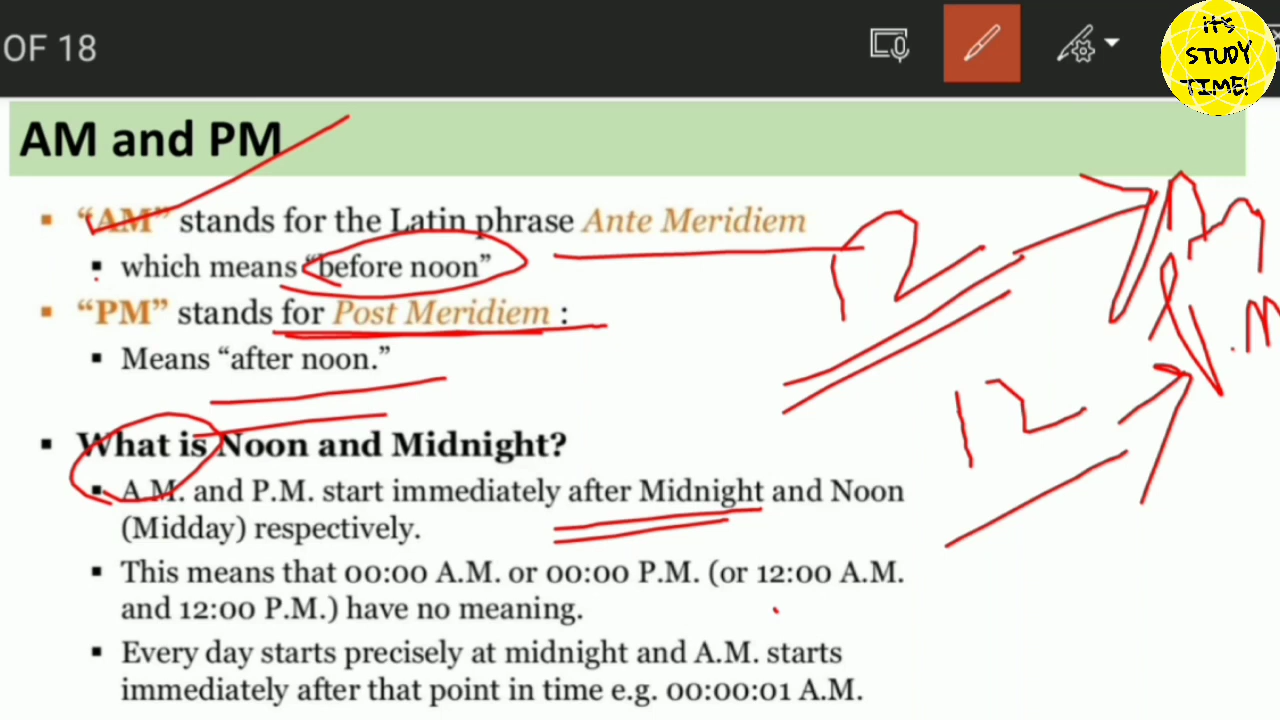 OF 18
ITS
STUDY
TIME!
AM and PM
▪ “AM” stands for the Latin phrase Ante Meridiem
▪ which means “before noon”
▪ “PM” stands for Post Meridiem :
▪ Means “after noon.”
▪ What is Noon and Midnight?
▪ A.M. and P.M. start immediately after Midnight and Noon
(Midday) respectively.
▪ This means that 00:00 A.M. or 00:00 P.M. (or 12:00 A.M.
and 12:00 P.M.) have no meaning.
▪ Every day starts precisely at midnight and A.M. starts
immediately after that point in time e.g. 00:00:01 A.M.
12
12